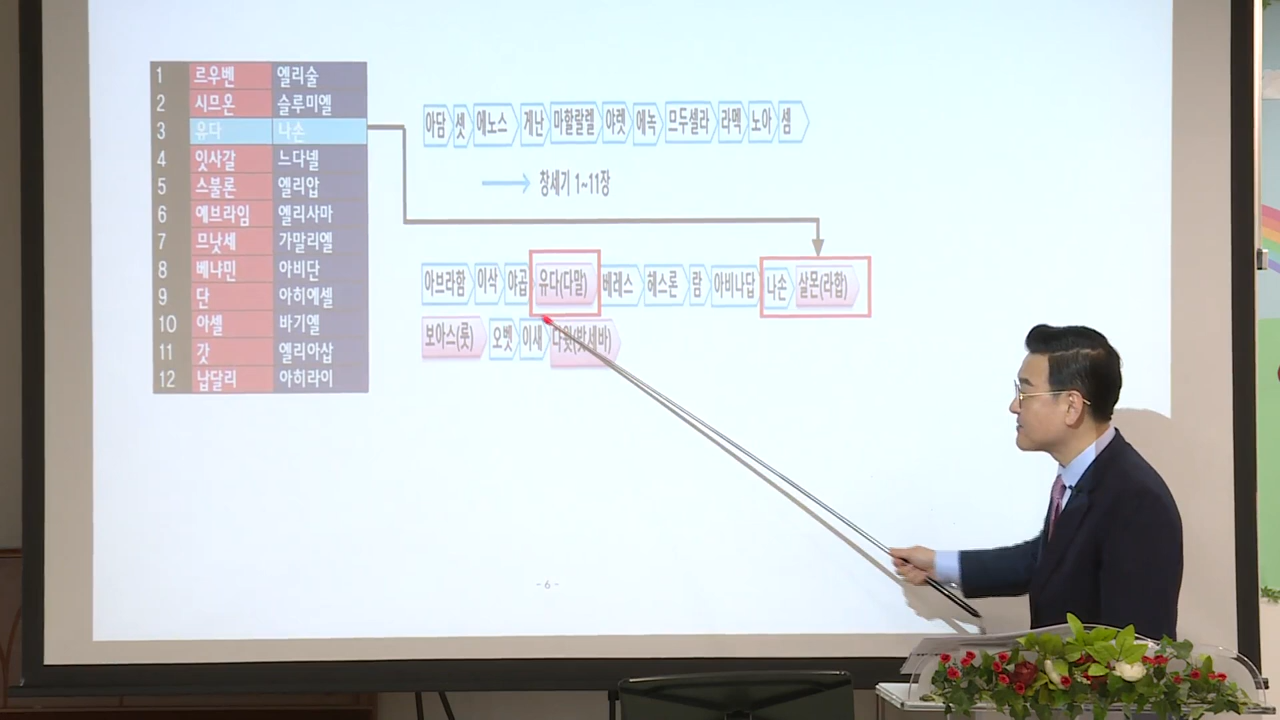 1 르우벤 엘리술
2 시므온 슬루미엘
3 유다 나손
4 잇사갈 느다넬
5 스불론 엘리압
6 에브라임 엘리사마
7 므낫세 가말리엘
8 베냐민 아비단
9 단 아히에셀
10 아셀 바기엘
11 갓 엘리아삽
12 납달리 아히라이
아담 셋 에노스 게난 마할랄렐 야렛 에녹 므두셀라 라멕 노아 셈
창세기 1~11장
아브라함 이삭 야곱 유다(다말) 베레스 헤스론 람 아비나답 나손 살몬(라합)
보아스(룻) 오벳 이새 다윗(밧세바)
- 6 -